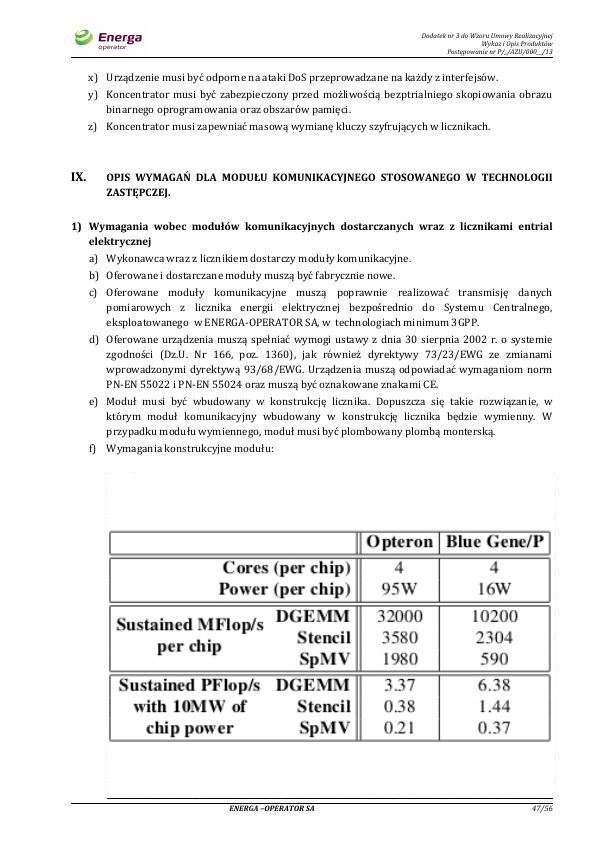 Energa
operator
Dodatek nr 3 do Wzoru Umowy Realizacyjnej
Wykaz i Opis Produktów
Postępowanie nr P/_/AZU/000__/13
x) Urządzenie musi być odporne na ataki DoS przeprowadzane na każdy z interfejsów.
y) Koncentrator musi być zabezpieczony przed możliwością bezptrialniego skopiowania obrazu
binarnego oprogramowania oraz obszarów pamięci.
z) Koncentrator musi zapewniać masową wymianę kluczy szyfrujących w licznikach.
IX. OPIS WYMAGAŃ DLA MODUŁU KOMUNIKACYJNEGO STOSOWANEGO W TECHNOLOGII
ZASTĘPCZEJ.
1) Wymagania wobec modułów komunikacyjnych dostarczanych wraz z licznikami entrial
elektrycznej
a) Wykonawca wraz z licznikiem dostarczy moduły komunikacyjne.
b) Oferowane i dostarczane moduły muszą być fabrycznie nowe.
c) Oferowane moduły komunikacyjne muszą poprawnie realizować transmisję danych
pomiarowych z licznika energii elektrycznej bezpośrednio do Systemu Centralnego,
eksploatowanego w ENERGA-OPERATOR SA, w technologiach minimum 3GPP.
d) Oferowane urządzenia muszą spełniać wymogi ustawy z dnia 30 sierpnia 2002 r. o systemie
zgodności (Dz.U. Nr 166, poz. 1360), jak również dyrektywy 73/23/EWG ze zmianami
wprowadzonymi dyrektywą 93/68/EWG. Urządzenia muszą odpowiadać wymaganiom norm
PN-EN 55022 i PN-EN 55024 oraz muszą być oznakowane znakami CE.
e) Moduł musi być wbudowany w konstrukcję licznika. Dopuszcza się takie rozwiązanie, w
którym moduł komunikacyjny wbudowany w konstrukcję licznika będzie wymienny. W
przypadku modułu wymiennego, moduł musi być plombowany plombą monterską.
f) Wymagania konstrukcyjne modułu:
Opteron Blue Gene/P
Cores (per chip) 4 4
Power (per chip) 95W 16W
Sustained MFlop/s per chip DGEMM 32000 10200
Stencil 3580 2304
SpMV 1980 590
Sustained PFlop/s with 10MW of chip power DGEMM 3.37 6.38
Stencil 0.38 1.44
SpMV 0.21 0.37
ENERGA –OPERATOR SA 47/56